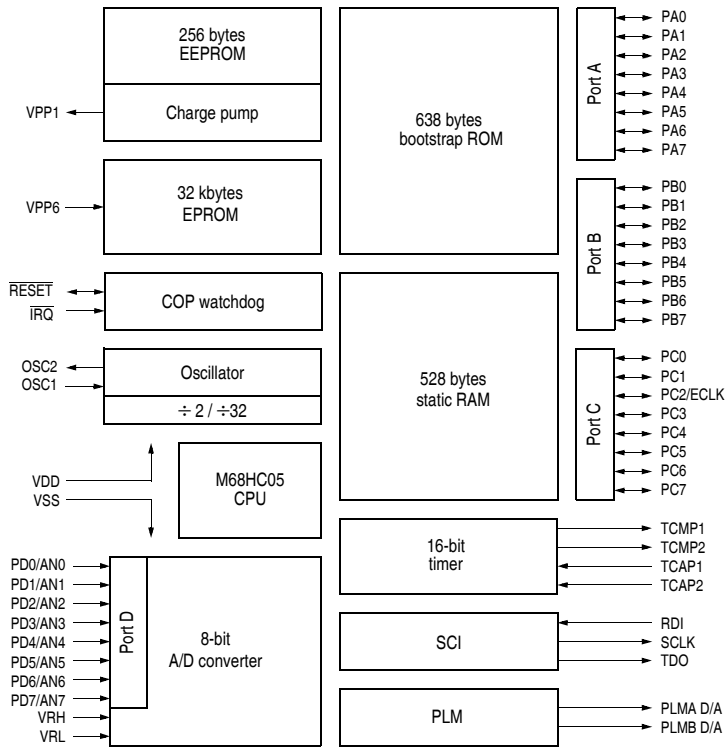 VPP1
256 bytes
EEPROM
Charge pump
VPP6
32 kbytes
EPROM
RESET
IRQ
COP watchdog
OSC2
OSC1
Oscillator
÷ 2 / ÷32
VDD
VSS
M68HC05
CPU
PD0/AN0
PD1/AN1
PD2/AN2
PD3/AN3
PD4/AN4
PD5/AN5
PD6/AN6
PD7/AN7
VRH
VRL
Port D
8-bit
A/D converter
638 bytes
bootstrap ROM
528 bytes
static RAM
16-bit
timer
SCI
PLM
Port A
PA0
PA1
PA2
PA3
PA4
PA5
PA6
PA7
Port B
PB0
PB1
PB2
PB3
PB4
PB5
PB6
PB7
Port C
PC0
PC1
PC2/ECLK
PC3
PC4
PC5
PC6
PC7
TCMP1
TCMP2
TCAP1
TCAP2
RDI
SCLK
TDO
PLMA D/A
PLMB D/A